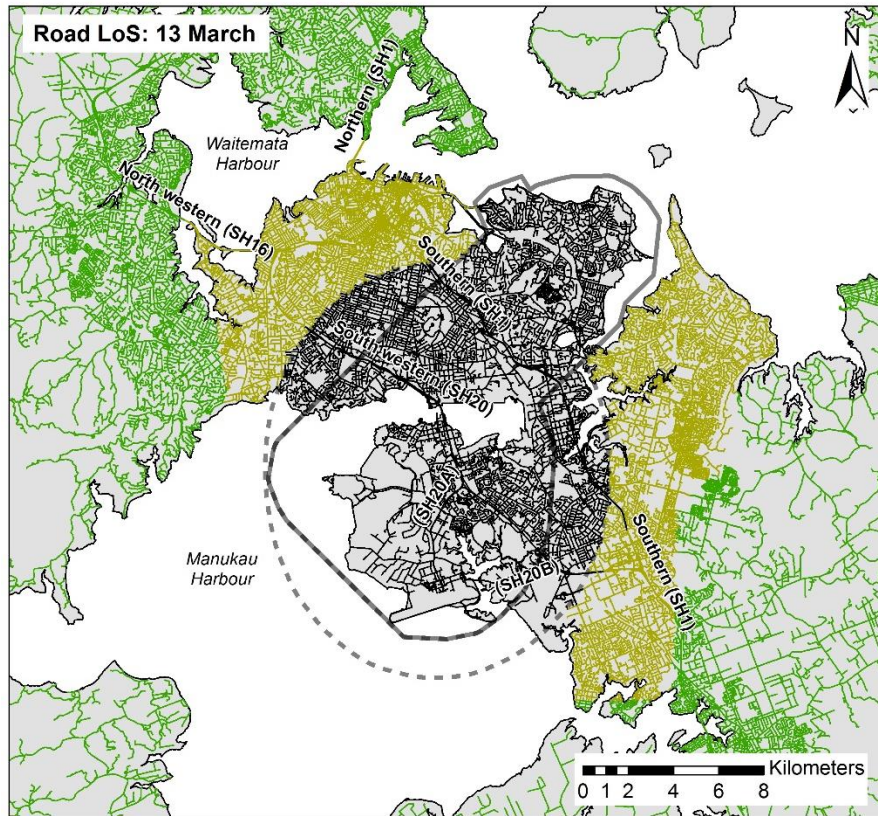 Road LoS: 13 March
N
Northern (SH1)
Waitemata
Harbour
North western (SH16)
Southern (SH1)
South western (SH20)
(SH20A)
Manukau
Harbour
(SH20B)
Southern (SH1)
Kilometers
0 1 2 4 6 8